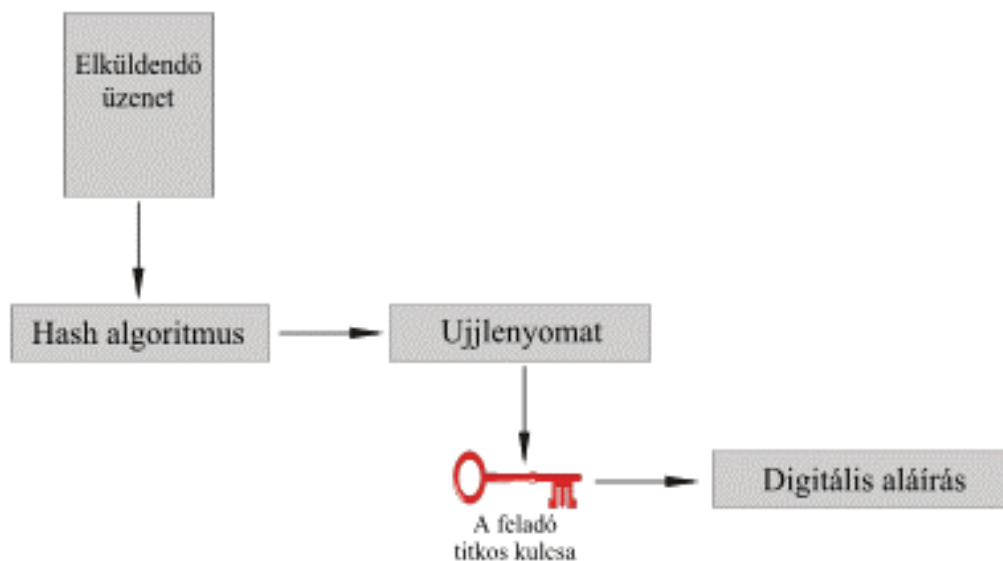 Elküldendő
üzenet
Hash algoritmus
Ujjlenyomat
A feladó
titkos kulcsa
Digitális aláírás